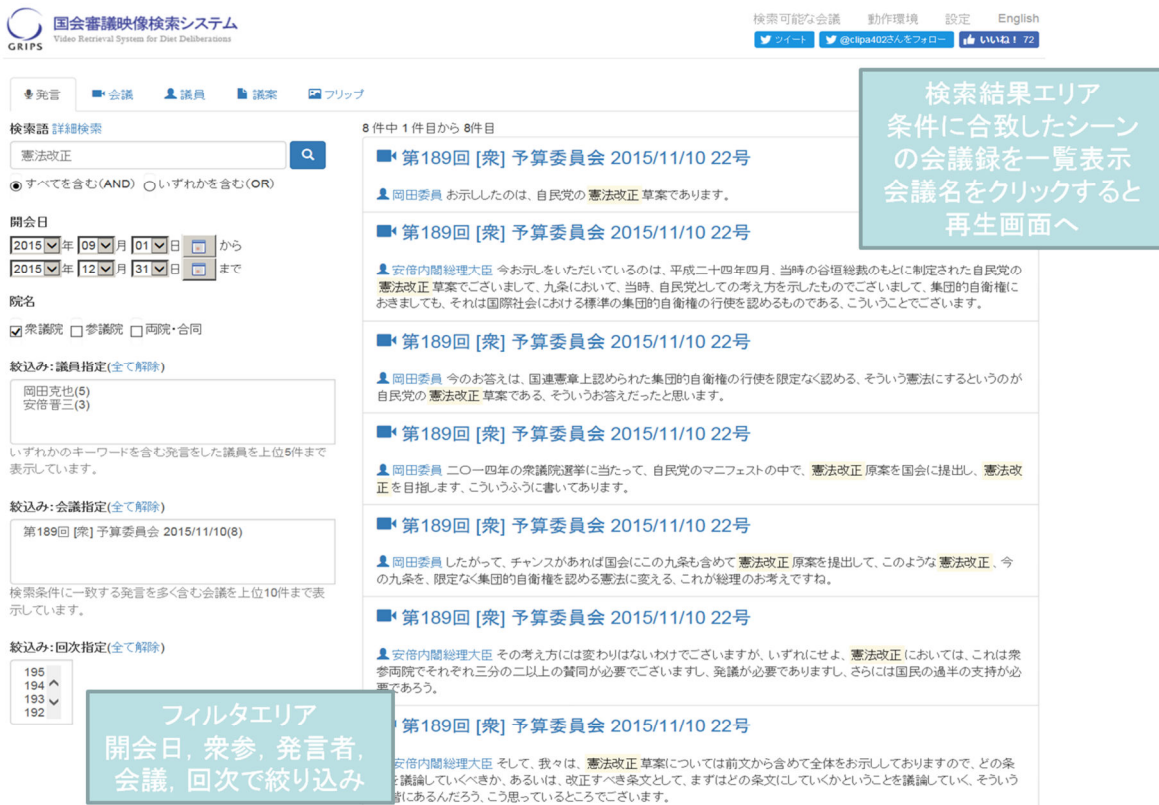 GRIPS
国会審議映像検索システム
Video Retrieval System for Diet Deliberations
検索可能な会議 動作環境 設定 English
ツイート @clipa402さんをフォロー いいね! 72
発言 会議 議員 議案 フリップ
検索語 詳細検索
憲法改正
すべてを含む(AND) いずれかを含む(OR)
開会日
2015 年 09 月 01 日 から
2015 年 12 月 31 日 まで
院名
衆議院 参議院 両院・合同
絞込み:議員指定(全て解除)
岡田克也(5)
安倍晋三(3)
いずれかのキーワードを含む発言をした議員を上位5件まで
表示しています。
絞込み:会議指定(全て解除)
第189回 [衆] 予算委員会 2015/11/10(8)
検索条件に一致する発言を多く含む会議を上位10件まで表
示しています。
絞込み:回次指定(全て解除)
195
194
193
192
フィルタエリア
開会日, 衆参, 発言者,
会議, 回次で絞り込み
8 件中 1 件目から 8件目
第189回 [衆] 予算委員会 2015/11/10 22号
岡田委員 お示ししたのは、自民党の 憲法改正 草案であります。
第189回 [衆] 予算委員会 2015/11/10 22号
安倍内閣総理大臣 今お示しをいただいているのは、平成二十四年四月、当時の谷垣総裁のもとに制定された自民党の
憲法改正 草案でございまして、九条において、当時、自民党としての考え方を示したものでございまして、集団的自衛権に
おきましても、それは国際社会における標準の集団的自衛権の行使を認めるものである、こういうことでございます。
第189回 [衆] 予算委員会 2015/11/10 22号
岡田委員 今のお答えは、国連憲章上認められた集団的自衛権の行使を限定なく認める、そういう憲法にするというのが
自民党の 憲法改正 草案である、そういうお答えだったと思います。
第189回 [衆] 予算委員会 2015/11/10 22号
岡田委員 二〇一四年の衆議院選挙に当たって、自民党のマニフェストの中で、 憲法改正 原案を国会に提出し、 憲法改
正 を目指します、こういうふうに書いてあります。
第189回 [衆] 予算委員会 2015/11/10 22号
岡田委員 したがって、チャンスがあれば国会にこの九条も含めて 憲法改正 原案を提出して、このような 憲法改正 、今
の九条を、限定なく集団的自衛権を認める憲法に変える、これが総理のお考えですね。
第189回 [衆] 予算委員会 2015/11/10 22号
安倍内閣総理大臣 その考え方には変わりはないわけでございますが、いずれにせよ、 憲法改正 においては、これは衆
参両院でそれぞれ三分の二以上の賛同が必要でございますし、発議が必要でありますし、さらには国民の過半の支持が必
要であろう。
第189回 [衆] 予算委員会 2015/11/10 22号
安倍内閣総理大臣 そして、我々は、 憲法改正 草案については前文から含めて全体をお示ししておりますので、どの条
を議論していくべきか、あるいは、改正すべき条文として、まずはどの条文にしていくかということを議論していく、そういう
にあるんだろう、こう思っているところでございます。
検索結果エリア
条件に合致したシーン
の会議録を一覧表示
会議名をクリックすると
再生画面へ